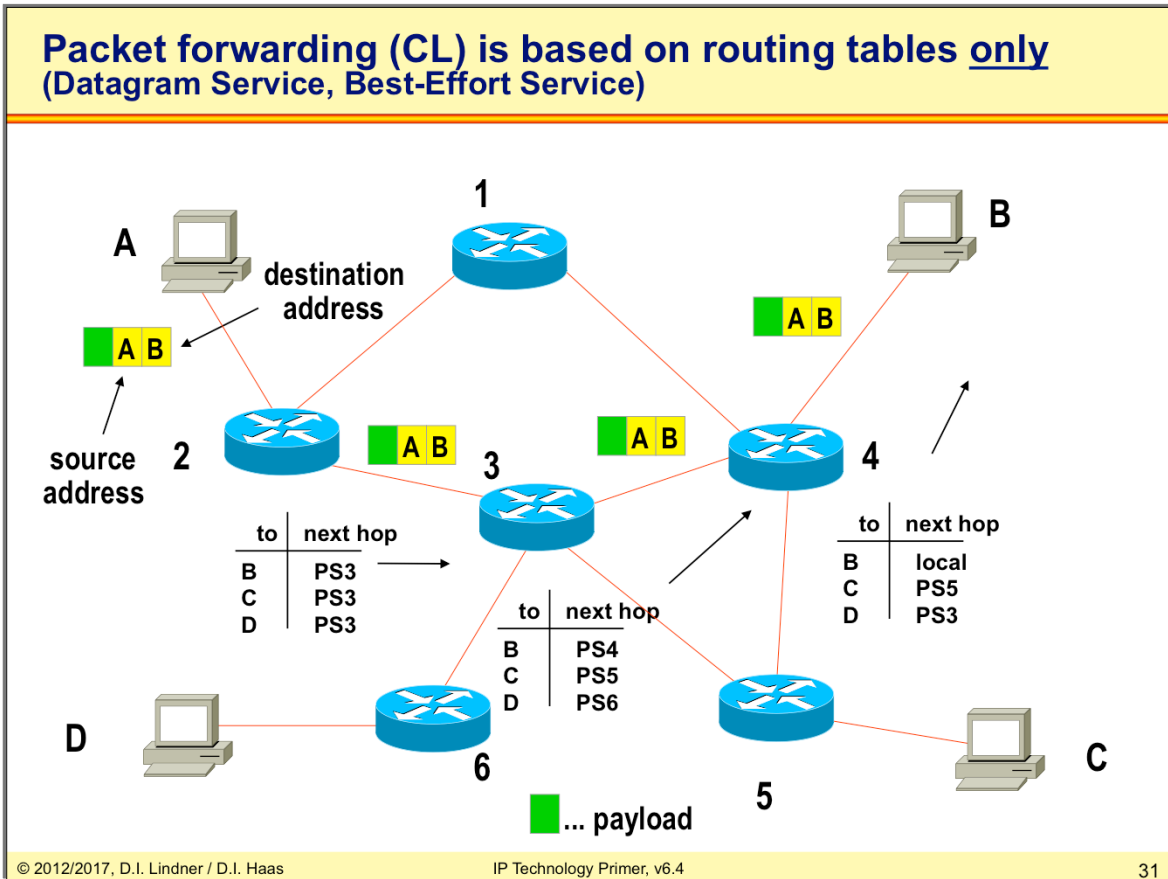 Packet forwarding (CL) is based on routing tables only
(Datagram Service, Best-Effort Service)
1
B
A
destination
address
A B
A B
2
A B
3
A B
4
source
address
to next hop
B PS3
C PS3
D PS3
to next hop
B PS4
C PS5
D PS6
to next hop
B local
C PS5
D PS3
D
6
5
C
... payload
© 2012/2017, D.I. Lindner / D.I. Haas
IP Technology Primer, v6.4
31